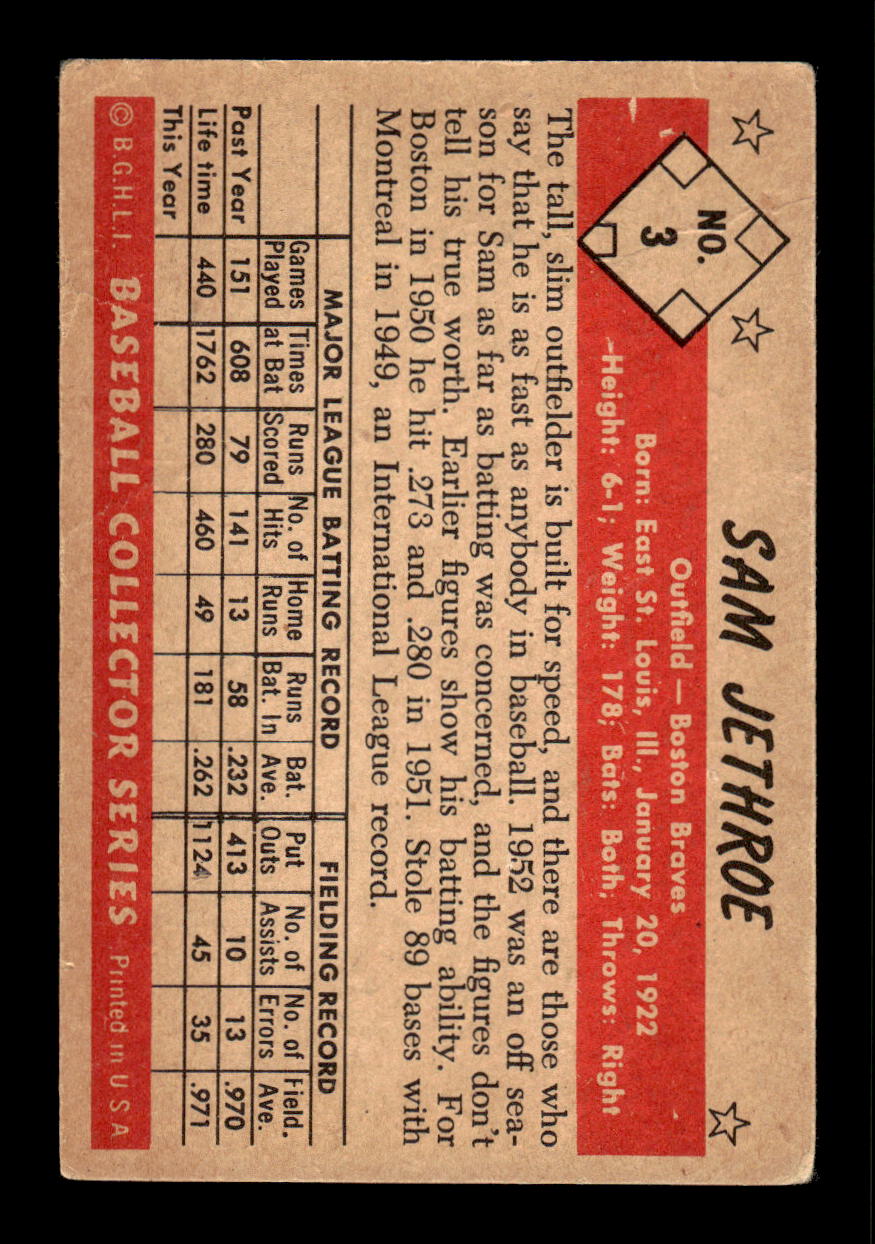 SAM JETHROE
NO.
3
Outfield — Boston Braves
Born: East St. Louis, Ill., January 20, 1922
Height: 6-1; Weight: 178; Bats: Both; Throws: Right
The tall, slim outfielder is built for speed, and there are those who
say that he is as fast as anybody in baseball. 1952 was an off sea-
son for Sam as far as batting was concerned, and the figures don't
tell his true worth. Earlier figures show his batting ability. For
Boston in 1950 he hit .273 and .280 in 1951. Stole 89 bases with
Montreal in 1949, an International League record.
MAJOR LEAGUE BATTING RECORD FIELDING RECORD
Games Times Runs No. of Home Runs Bat. Put No. of No. of Field.
Played at Bat Scored Hits Runs Bat. In Ave. Outs Assists Errors Ave.
Past Year 151 608 79 141 13 58 .232 413 10 13 .970
Life time 440 1762 280 460 49 181 .262 1124 45 35 .971
This Year
© B.G.H.L.I. BASEBALL COLLECTOR SERIES Printed in U S A